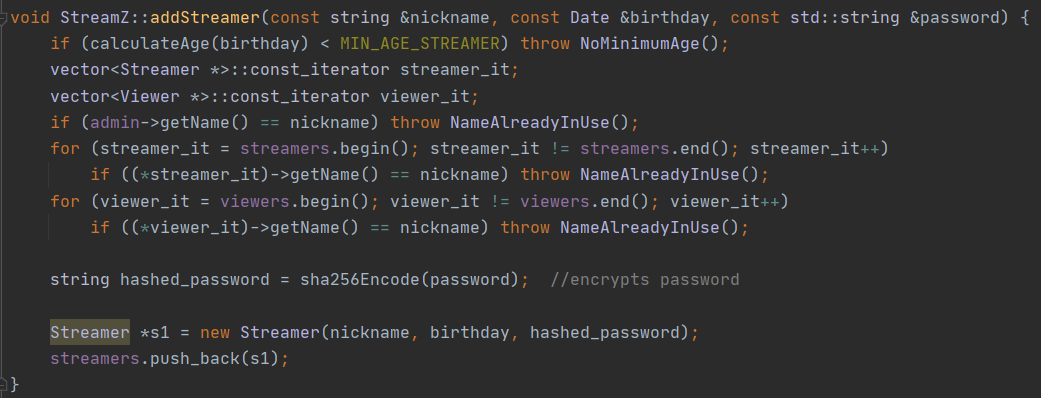 void StreamZ::addStreamer(const string &nickname, const Date &birthday, const std::string &password) {
    if (calculateAge(birthday) < MIN_AGE_STREAMER) throw NoMinimumAge();
    vector<Streamer *>::const_iterator streamer_it;
    vector<Viewer *>::const_iterator viewer_it;
    if (admin->getName() == nickname) throw NameAlreadyInUse();
    for (streamer_it = streamers.begin(); streamer_it != streamers.end(); streamer_it++)
        if ((*streamer_it)->getName() == nickname) throw NameAlreadyInUse();
    for (viewer_it = viewers.begin(); viewer_it != viewers.end(); viewer_it++)
        if ((*viewer_it)->getName() == nickname) throw NameAlreadyInUse();

    string hashed_password = sha256Encode(password);  //encrypts password

    Streamer *s1 = new Streamer(nickname, birthday, hashed_password);
    streamers.push_back(s1);
}